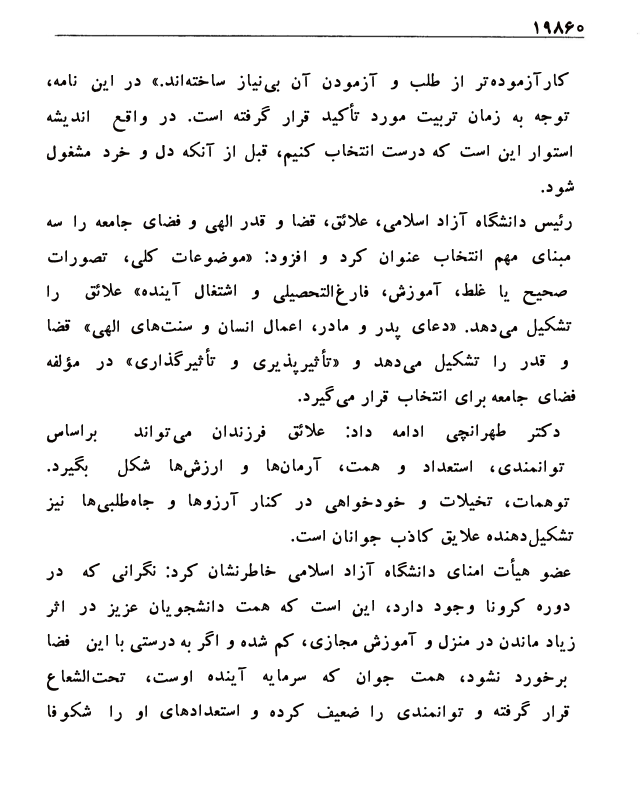 ۱۹۸۶۰
کارآزموده‌تر از طلب و آزمودن آن بی‌نیاز ساخته‌اند.» در این نامه،
توجه به زمان تربیت مورد تأکید قرار گرفته است. در واقع اندیشه
استوار این است که درست انتخاب کنیم، قبل از آنکه دل و خرد مشغول
شود.
رئیس دانشگاه آزاد اسلامی، علائق، قضا و قدر الهی و فضای جامعه را سه
مبنای مهم انتخاب عنوان کرد و افزود: «موضوعات کلی، تصورات
صحیح یا غلط، آموزش، فارغ‌التحصیلی و اشتغال آینده» علائق را
تشکیل می‌دهد. «دعای پدر و مادر، اعمال انسان و سنت‌های الهی» قضا
و قدر را تشکیل می‌دهد و «تأثیرپذیری و تأثیرگذاری» در مؤلفه
فضای جامعه برای انتخاب قرار می‌گیرد.
دکتر طهرانچی ادامه داد: علائق فرزندان می‌تواند براساس
توانمندی، استعداد و همت، آرمان‌ها و ارزش‌ها شکل بگیرد.
توهمات، تخیلات و خودخواهی در کنار آرزوها و جاه‌طلبی‌ها نیز
تشکیل‌دهنده علایق کاذب جوانان است.
عضو هیأت امنای دانشگاه آزاد اسلامی خاطرنشان کرد: نگرانی که در
دوره کرونا وجود دارد، این است که همت دانشجویان عزیز در اثر
زیاد ماندن در منزل و آموزش مجازی، کم شده و اگر به درستی با این فضا
برخورد نشود، همت جوان که سرمایه آینده اوست، تحت‌الشعاع
قرار گرفته و توانمندی را ضعیف کرده و استعدادهای او را شکوفا